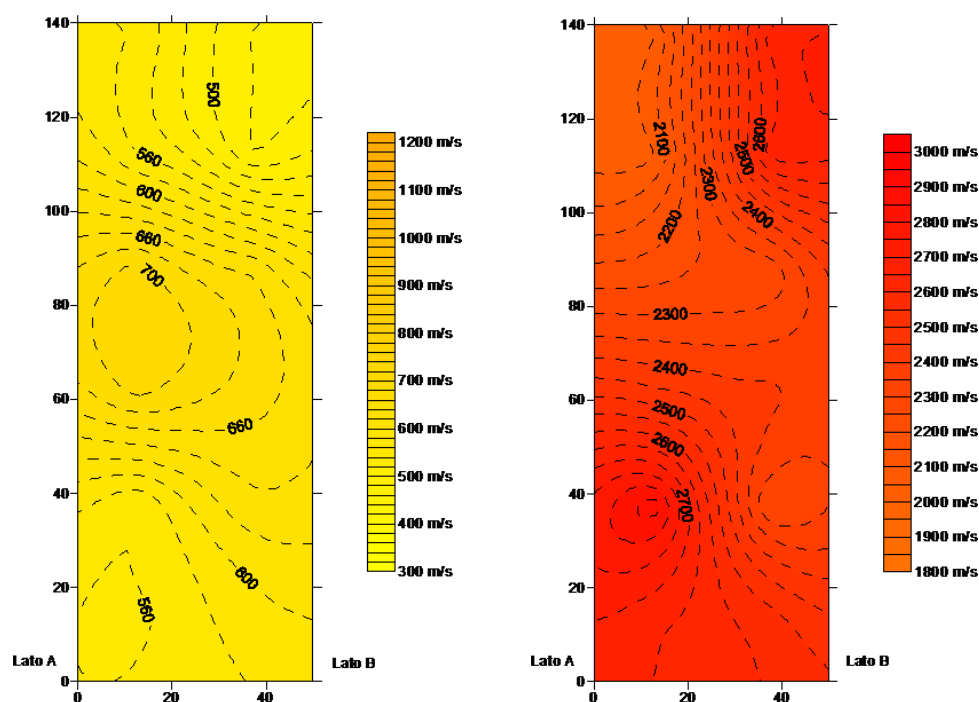 140
120
100
80
60
40
20
0
0
20
40
Lato A
Lato B
500
560
600
660
700
660
600
560
1200 m/s
1100 m/s
1000 m/s
900 m/s
800 m/s
700 m/s
600 m/s
500 m/s
400 m/s
300 m/s
140
120
100
80
60
40
20
0
0
20
40
Lato A
Lato B
2100
2300
2500
2600
2400
2200
2300
2400
2500
2600
2700
3000 m/s
2900 m/s
2800 m/s
2700 m/s
2600 m/s
2500 m/s
2400 m/s
2300 m/s
2200 m/s
2100 m/s
2000 m/s
1900 m/s
1800 m/s